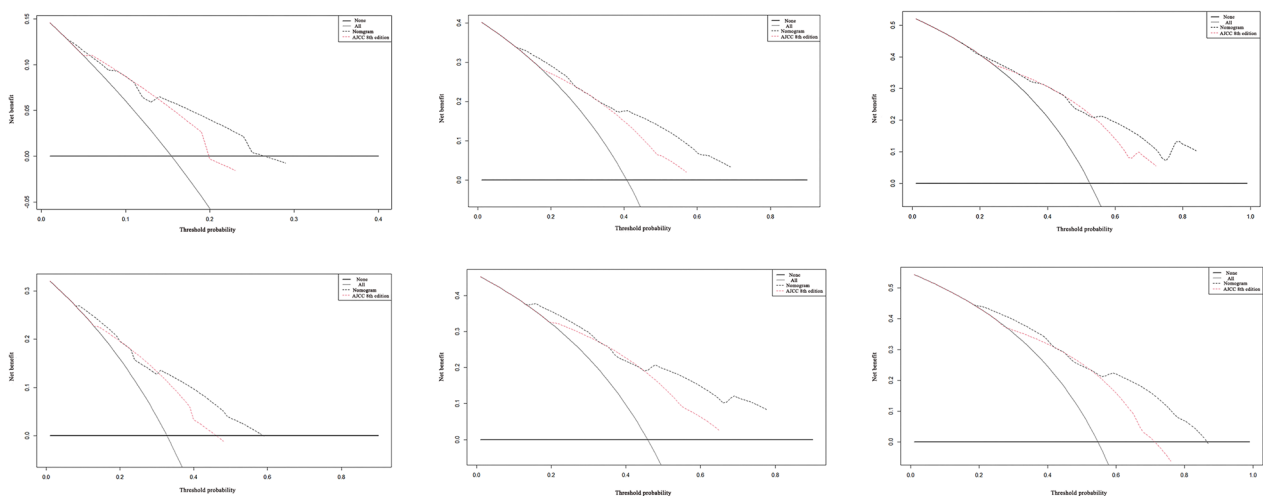 0.15
0.10
0.05
0.00
-0.05
Net benefit
0.0 0.1 0.2 0.3 0.4
Threshold probability
None
All
Nomogram
AJCC 8th edition
0.4
0.3
0.2
0.1
0.0
Net benefit
0.0 0.2 0.4 0.6 0.8
Threshold probability
None
All
Nomogram
AJCC 8th edition
0.5
0.4
0.3
0.2
0.1
0.0
Net benefit
0.0 0.2 0.4 0.6 0.8 1.0
Threshold probability
None
All
Nomogram
AJCC 8th edition
0.3
0.2
0.1
0.0
Net benefit
0.0 0.2 0.4 0.6 0.8
Threshold probability
None
All
Nomogram
AJCC 8th edition
0.4
0.3
0.2
0.1
0.0
Net benefit
0.0 0.2 0.4 0.6 0.8
Threshold probability
None
All
Nomogram
AJCC 8th edition
0.5
0.4
0.3
0.2
0.1
0.0
Net benefit
0.0 0.2 0.4 0.6 0.8 1.0
Threshold probability
None
All
Nomogram
AJCC 8th edition